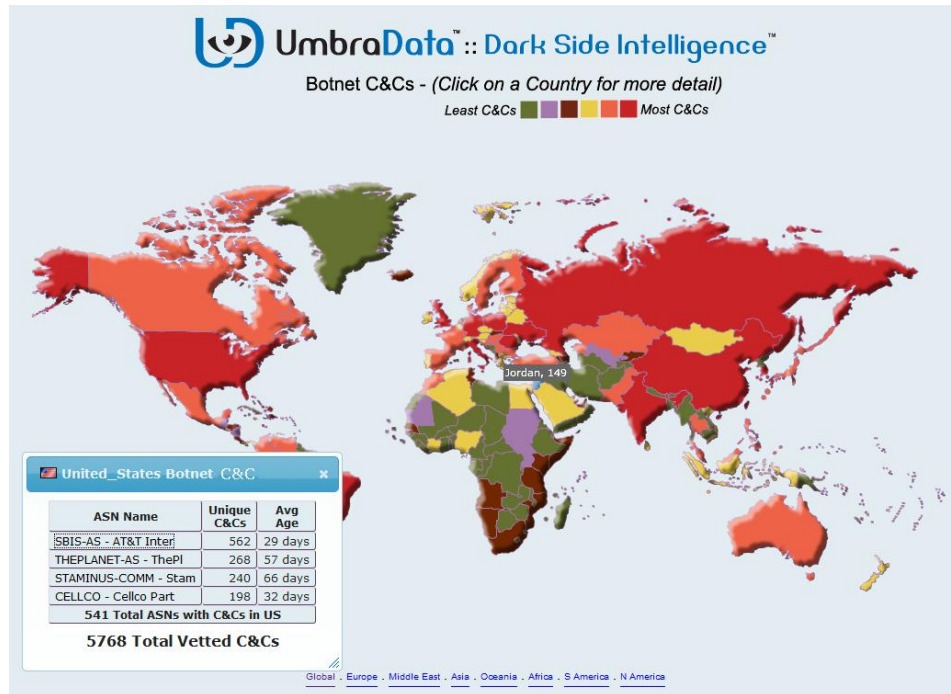 UmbraData™ :: Dark Side Intelligence™
Botnet C&Cs - (Click on a Country for more detail)
Least C&Cs Most C&Cs
Jordan, 149
United_States Botnet C&C ×
ASN Name Unique C&Cs Avg Age
SBIS-AS - AT&T Inter 562 29 days
THEPLANET-AS - ThePl 268 57 days
STAMINUS-COMM - Stam 240 66 days
CELLCO - Cellco Part 198 32 days
541 Total ASNs with C&Cs in US
5768 Total Vetted C&Cs
Global . Europe . Middle East . Asia . Oceania . Africa . S America . N America